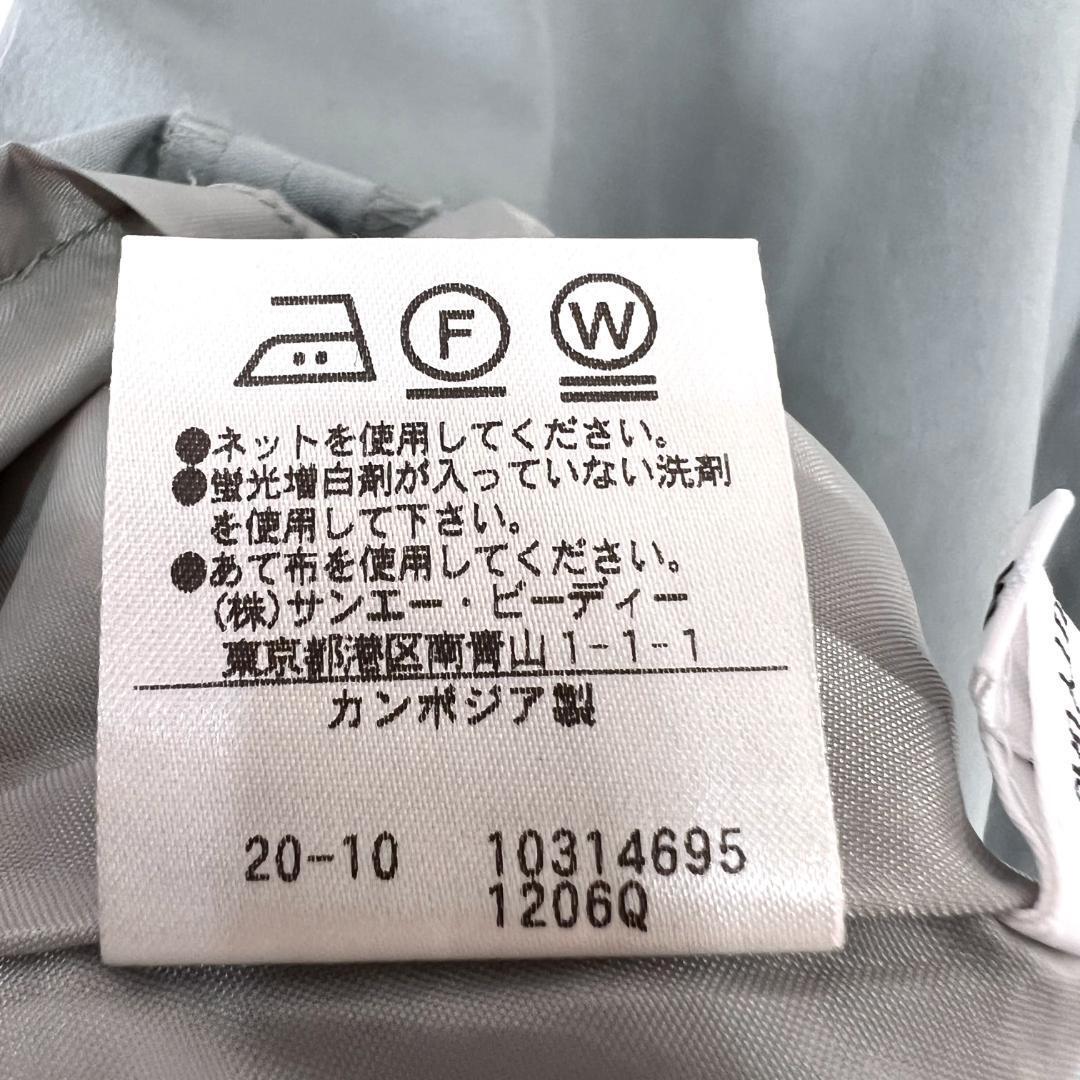 F W
●ネットを使用してください。
●蛍光増白剤が入っていない洗剤
を使用して下さい。
●あて布を使用してください。
(株)サンエー・ビーディー
東京都港区南青山1-1-1
カンボジア製
20-10 10314695
1206Q